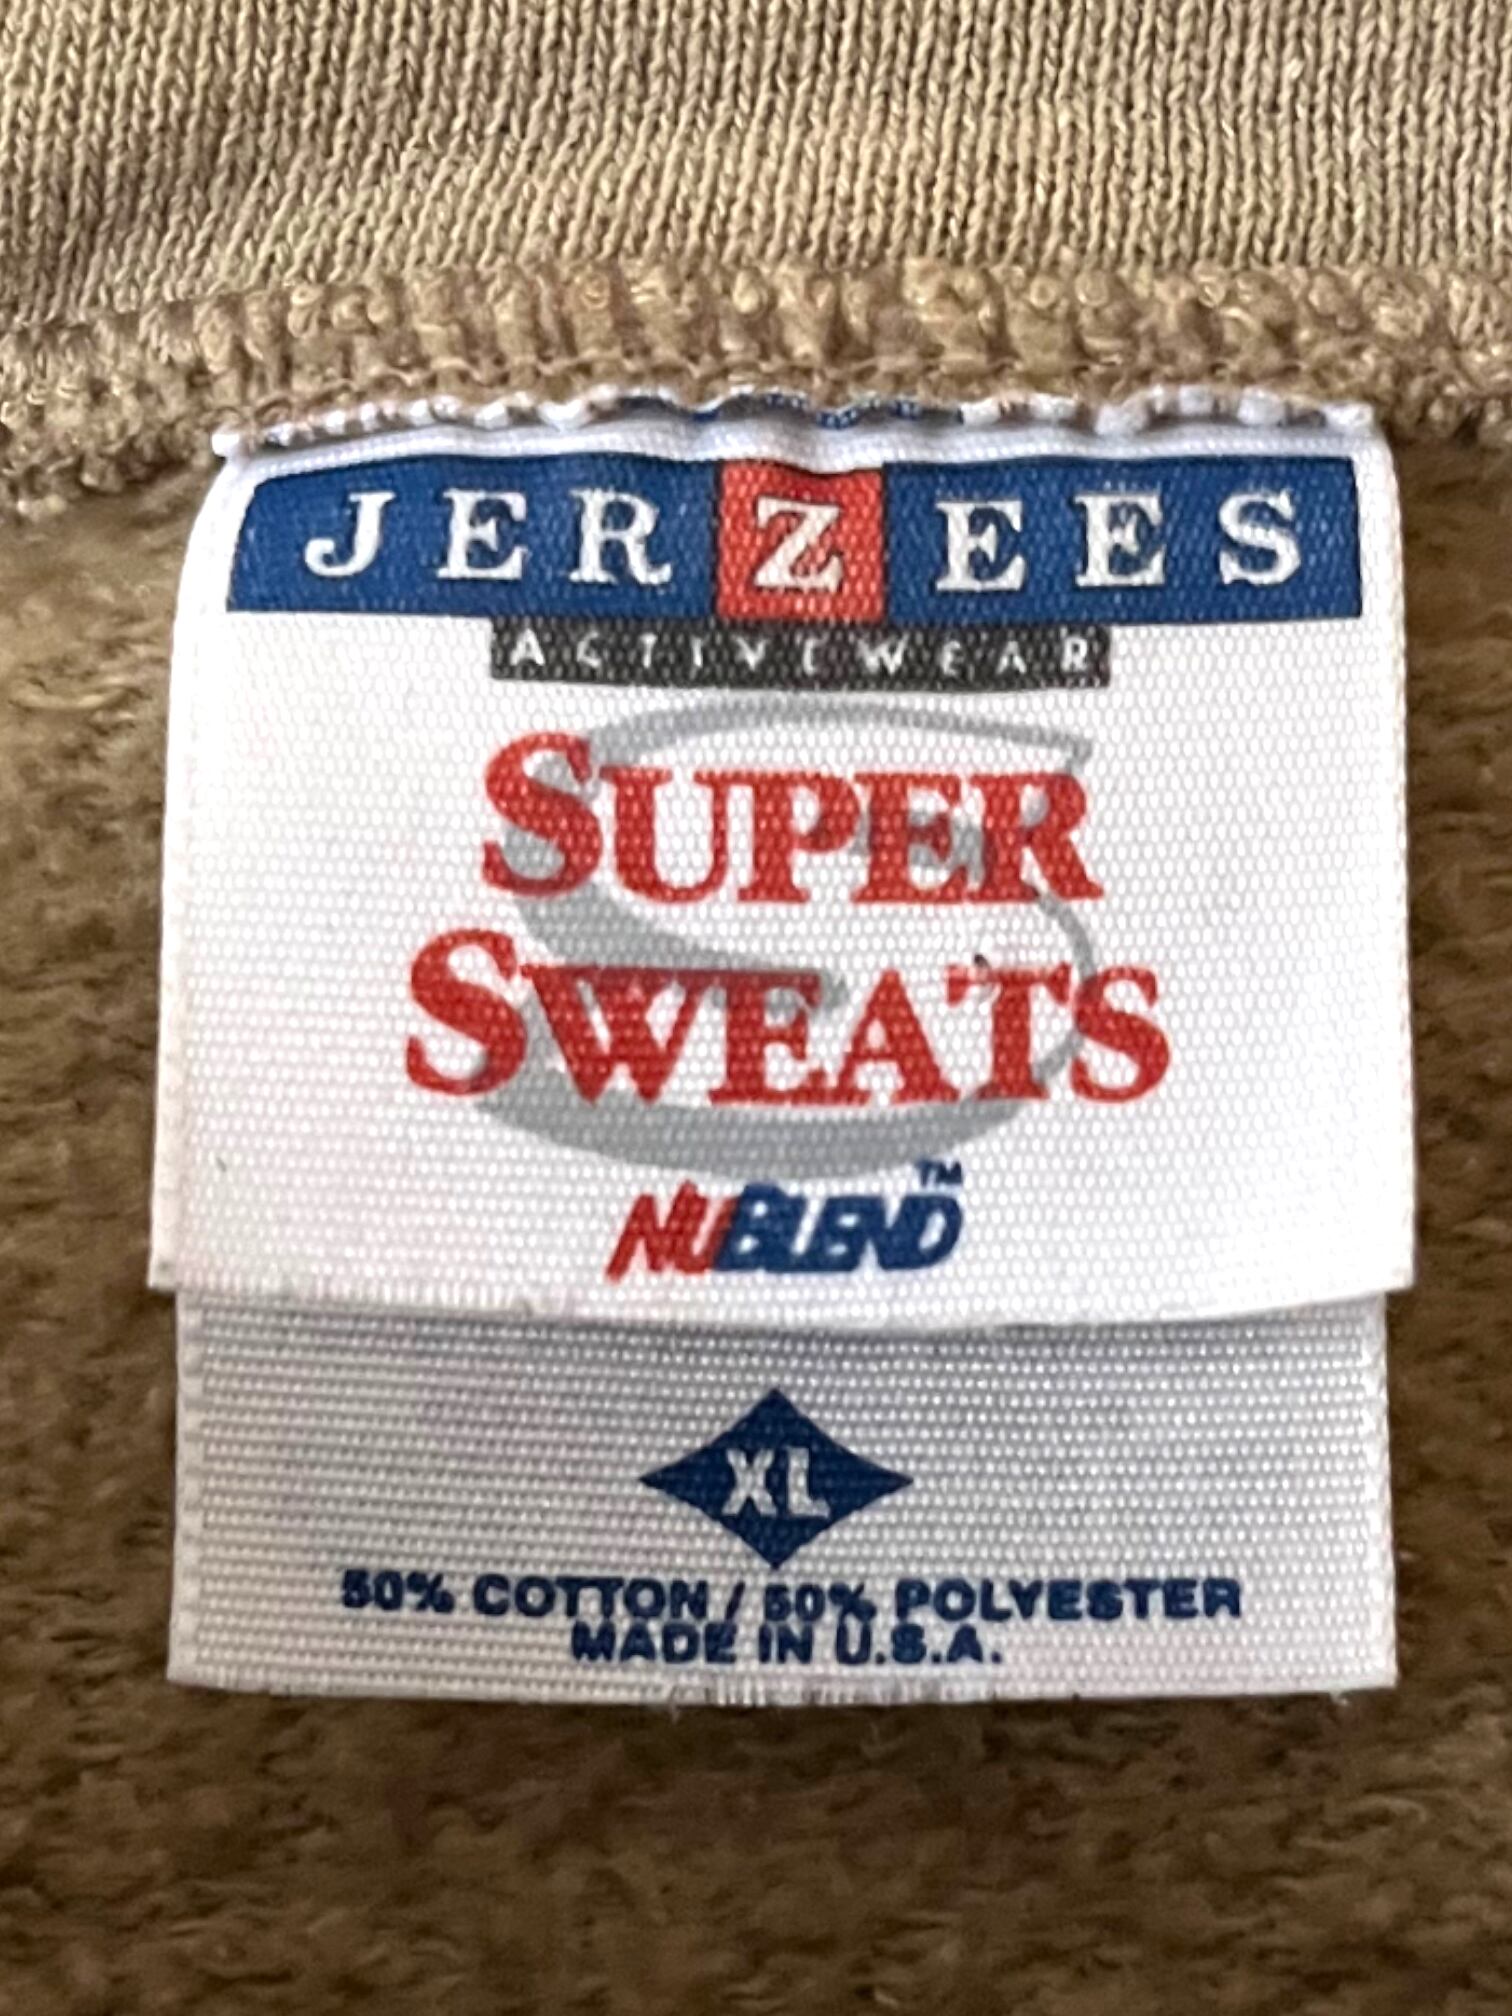 JERZEES
ACTIVEWEAR
SUPER
SWEATS
NUBLEND™
XL
50% COTTON / 50% POLYESTER
MADE IN U.S.A.